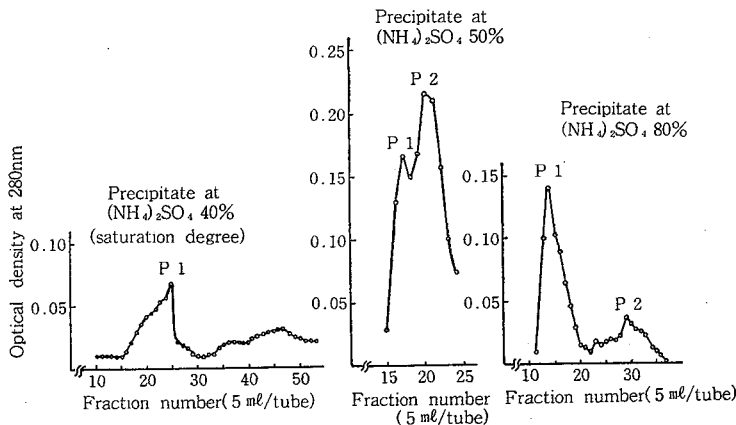 Optical density at 280nm
Precipitate at
(NH₄)₂SO₄ 40%
(saturation degree)
P 1
0.10
0.05
10 20 30 40 50
Fraction number(5 mℓ/tube)
Precipitate at
(NH₄)₂SO₄ 50%
0.25
P 2
0.20
P 1
0.15
0.10
0.05
15 20 25
Fraction number
(5 mℓ/tube)
Precipitate at
(NH₄)₂SO₄ 80%
P 1
0.15
0.10
P 2
0.05
10 20 30
Fraction number(5 mℓ/tube)